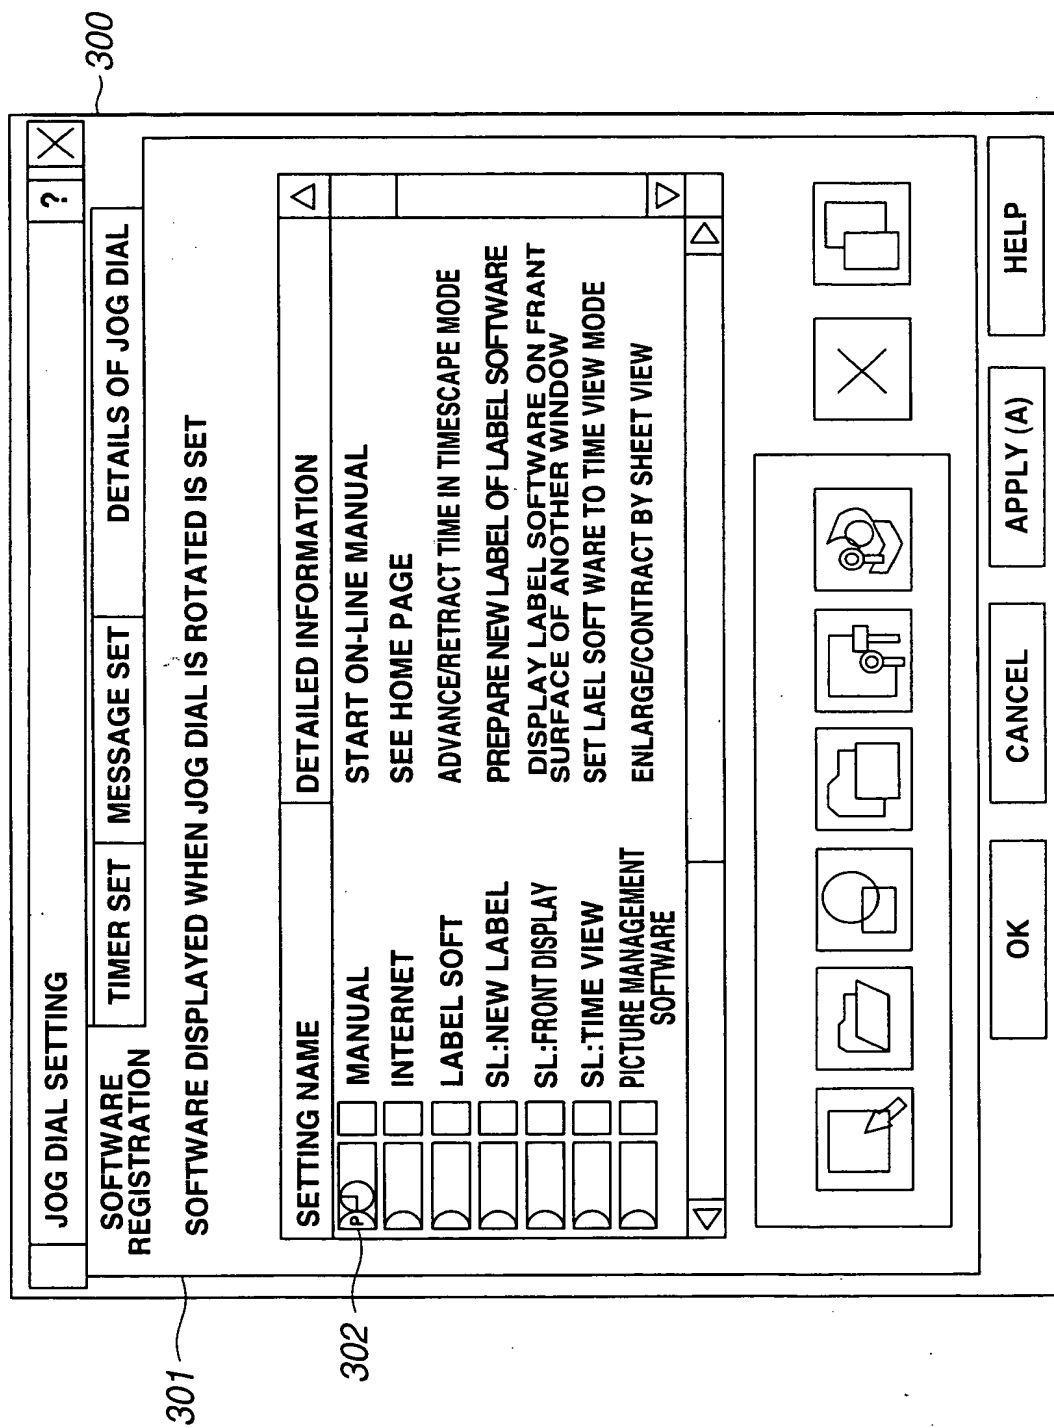 300
JOG DIAL SETTING
?
SOFTWARE
REGISTRATION
TIMER SET
MESSAGE SET
DETAILS OF JOG DIAL
301
SOFTWARE DISPLAYED WHEN JOG DIAL IS ROTATED IS SET
SETTING NAME
DETAILED INFORMATION
302
P
MANUAL
START ON-LINE MANUAL
INTERNET
SEE HOME PAGE
LABEL SOFT
ADVANCE/RETRACT TIME IN TIMESCAPE MODE
SL:NEW LABEL
PREPARE NEW LABEL OF LABEL SOFTWARE
SL:FRONT DISPLAY
DISPLAY LABEL SOFTWARE ON FRANT
SURFACE OF ANOTHER WINDOW
SL:TIME VIEW
SET LAEL SOFT WARE TO TIME VIEW MODE
PICTURE MANAGEMENT
SOFTWARE
ENLARGE/CONTRACT BY SHEET VIEW
OK
CANCEL
APPLY (A)
HELP